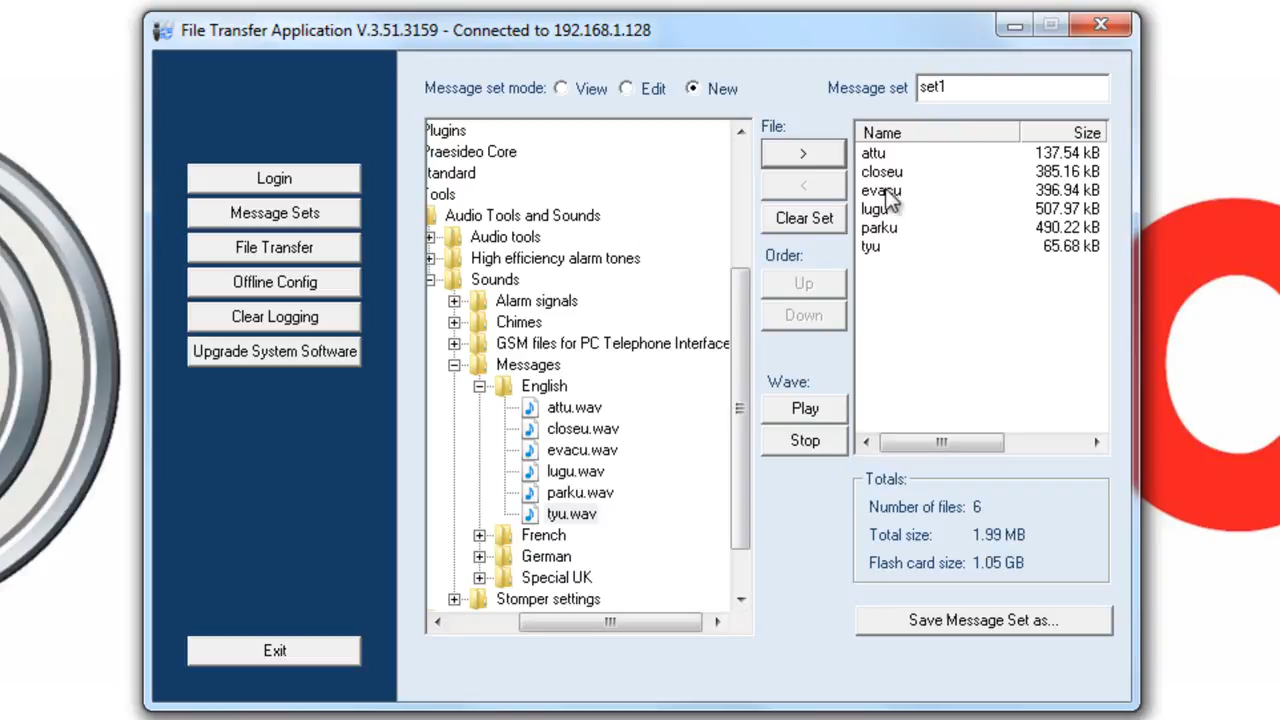 File Transfer Application V.3.51.3159 - Connected to 192.168.1.128
Message set mode: View Edit New
Message set set1
Login
Message Sets
File Transfer
Offline Config
Clear Logging
Upgrade System Software
Exit
Plugins
Praesideo Core
tandard
ools
Audio Tools and Sounds
Audio tools
High efficiency alarm tones
Sounds
Alarm signals
Chimes
GSM files for PC Telephone Interface
Messages
English
attu.wav
closeu.wav
evacu.wav
lugu.wav
parku.wav
tyu.wav
French
German
Special UK
Stomper settings
File:
>
<
Clear Set
Order:
Up
Down
Wave:
Play
Stop
Name Size
attu 137.54 kB
closeu 385.16 kB
evacu 396.94 kB
lugu 507.97 kB
parku 490.22 kB
tyu 65.68 kB
Totals:
Number of files: 6
Total size: 1.99 MB
Flash card size: 1.05 GB
Save Message Set as...